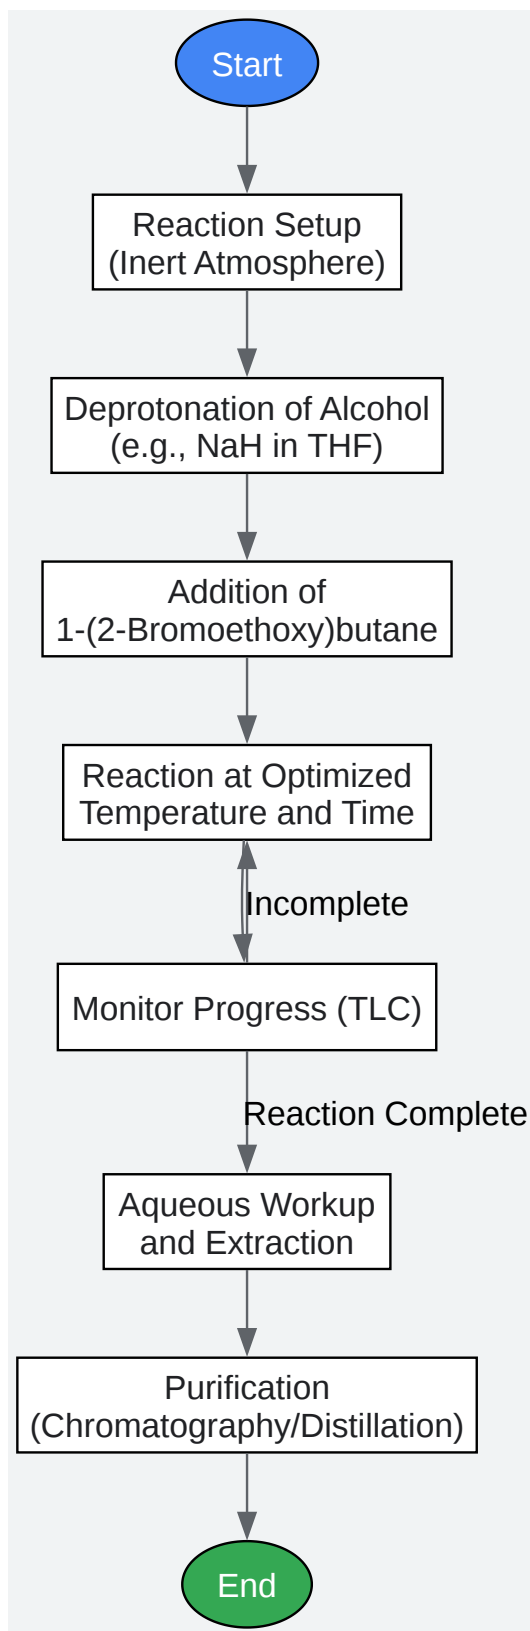 Start
Reaction Setup
(Inert Atmosphere)
Deprotonation of Alcohol
(e.g., NaH in THF)
Addition of
1-(2-Bromoethoxy)butane
Reaction at Optimized
Temperature and Time
Incomplete
Monitor Progress (TLC)
Reaction Complete
Aqueous Workup
and Extraction
Purification
(Chromatography/Distillation)
End